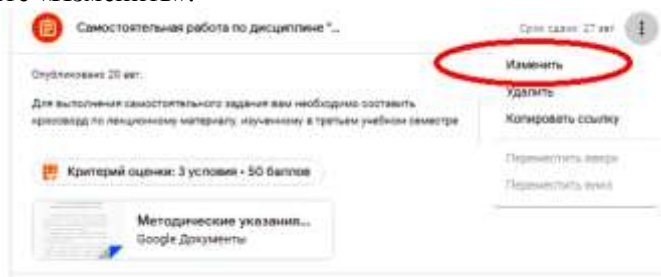 Самостоятельная работа по дисциплине "...
Срок сдачи: 27 авг.
Изменить
Опубликовано 20 авг.
Удалить
Для выполнения самостоятельного задания вам необходимо составить
кроссворд по лекционному материалу, изученному в третьем учебном семестре
Копировать ссылку
Переместить вверх
Переместить вниз
Критерий оценки: 3 условия • 50 баллов
Методические указания...
Google Документы